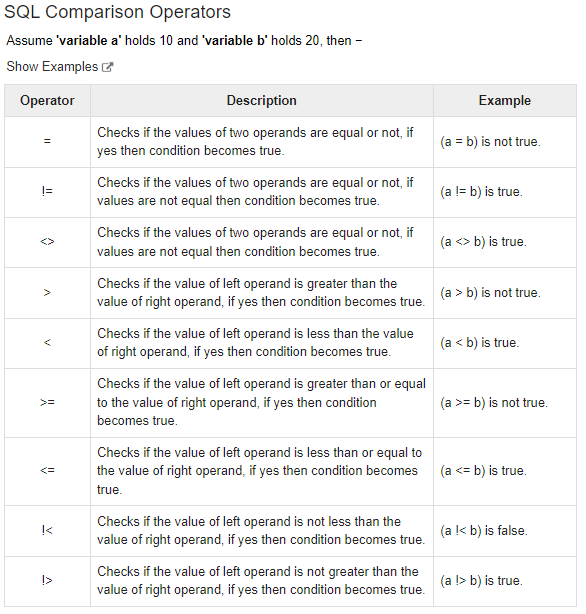 SQL Comparison Operators
Assume 'variable a' holds 10 and 'variable b' holds 20, then −
Show Examples
Operator Description Example
= Checks if the values of two operands are equal or not, if (a = b) is not true.
yes then condition becomes true.
!= Checks if the values of two operands are equal or not, if (a != b) is true.
values are not equal then condition becomes true.
<> Checks if the values of two operands are equal or not, if (a <> b) is true.
values are not equal then condition becomes true.
> Checks if the value of left operand is greater than the (a > b) is not true.
value of right operand, if yes then condition becomes true.
< Checks if the value of left operand is less than the value (a < b) is true.
of right operand, if yes then condition becomes true.
>= Checks if the value of left operand is greater than or equal (a >= b) is not true.
to the value of right operand, if yes then condition
becomes true.
<= Checks if the value of left operand is less than or equal to (a <= b) is true.
the value of right operand, if yes then condition becomes
true.
!< Checks if the value of left operand is not less than the (a !< b) is false.
value of right operand, if yes then condition becomes true.
!> Checks if the value of left operand is not greater than the (a !> b) is true.
value of right operand, if yes then condition becomes true.